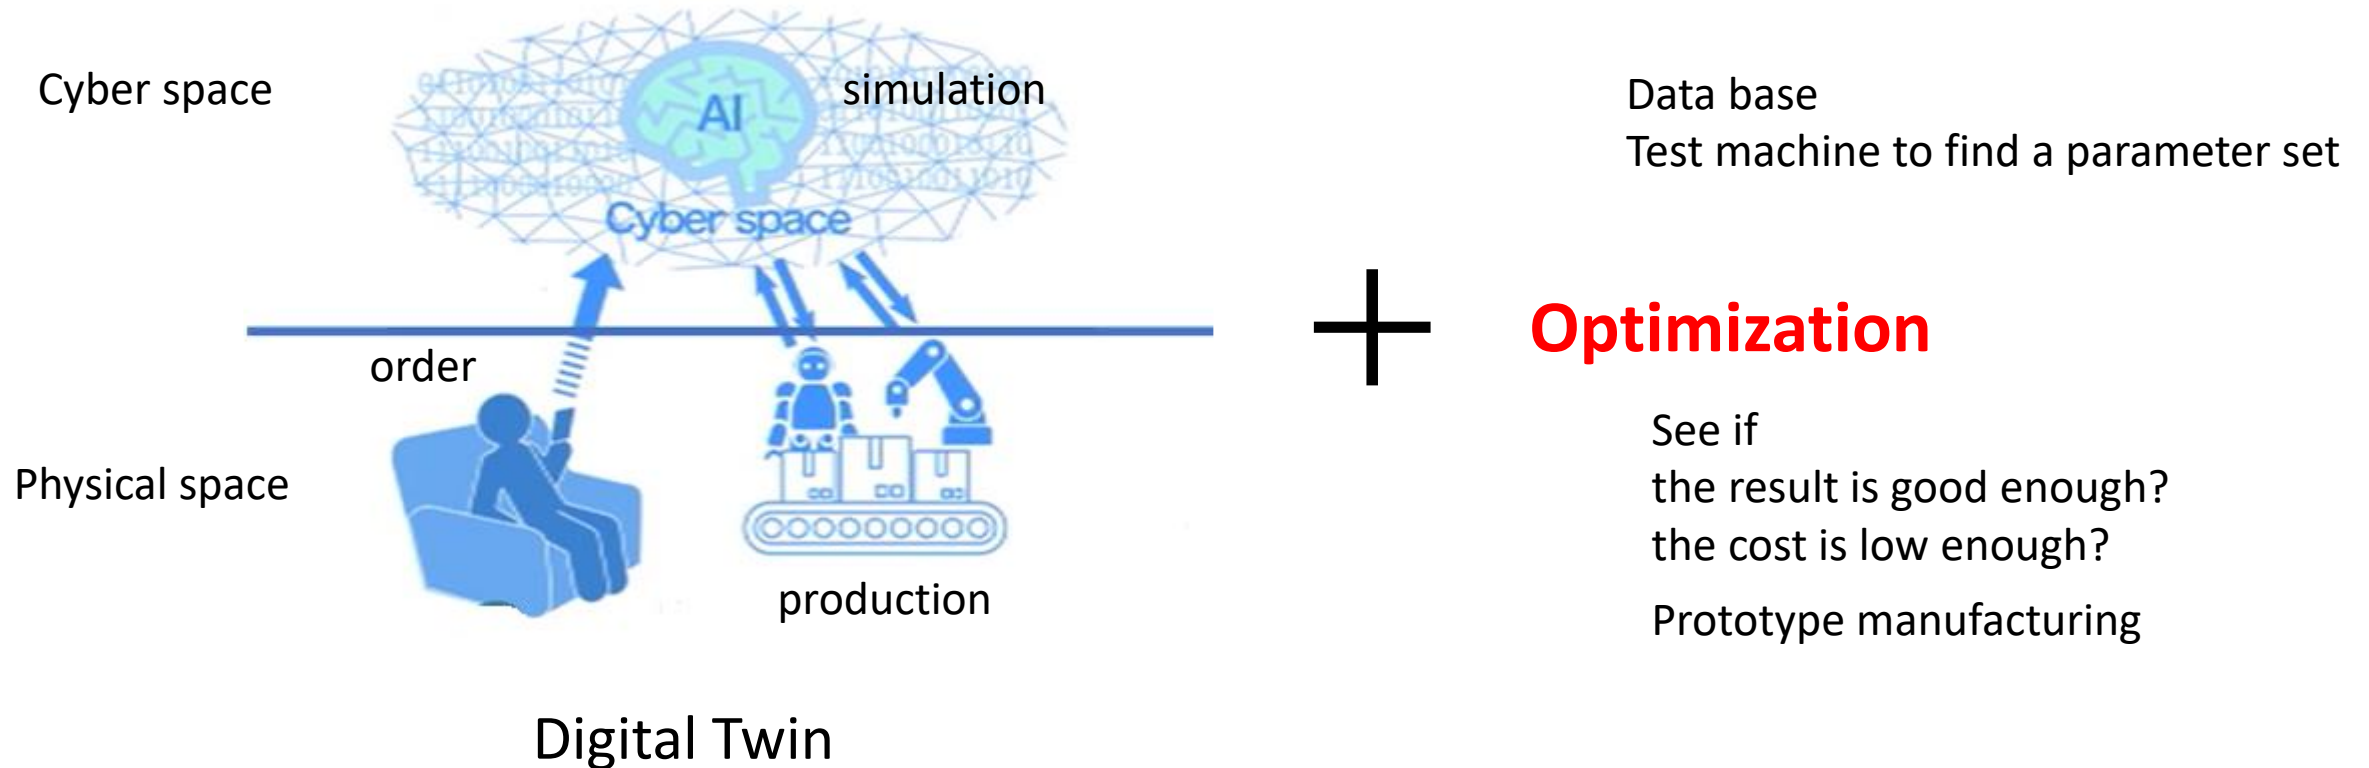 Cyber space
AI
simulation
Cyber space
order
Physical space
production
Digital Twin
+
Data base
Test machine to find a parameter set
Optimization
See if
the result is good enough?
the cost is low enough?
Prototype manufacturing